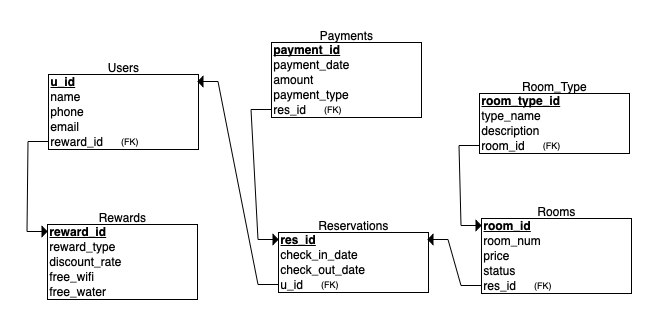 Payments
payment_id
payment_date
amount
payment_type
res_id (FK)
Users
u_id
name
phone
email
reward_id (FK)
Room_Type
room_type_id
type_name
description
room_id (FK)
Rewards
reward_id
reward_type
discount_rate
free_wifi
free_water
Reservations
res_id
check_in_date
check_out_date
u_id (FK)
Rooms
room_id
room_num
price
status
res_id (FK)